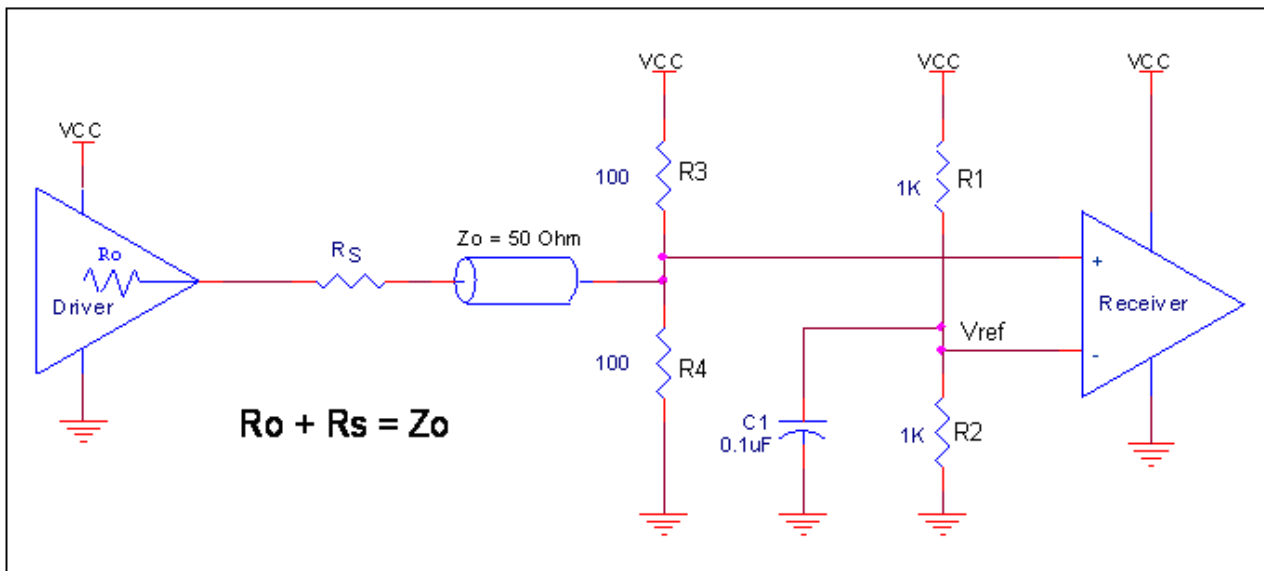 VCC
VCC
VCC
VCC
Ro
Driver
RS
Zo = 50 Ohm
100
R3
1K
R1
+
Receiver
-
Vref
100
R4
C1
0.1uF
1K
R2
Ro + Rs = Zo